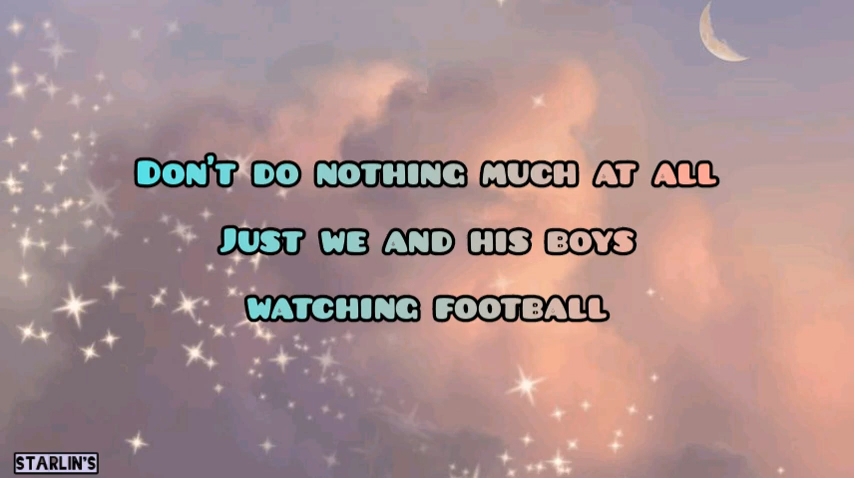 Don't do nothing much at all
Just we and his boys
watching football
STARLIN'S